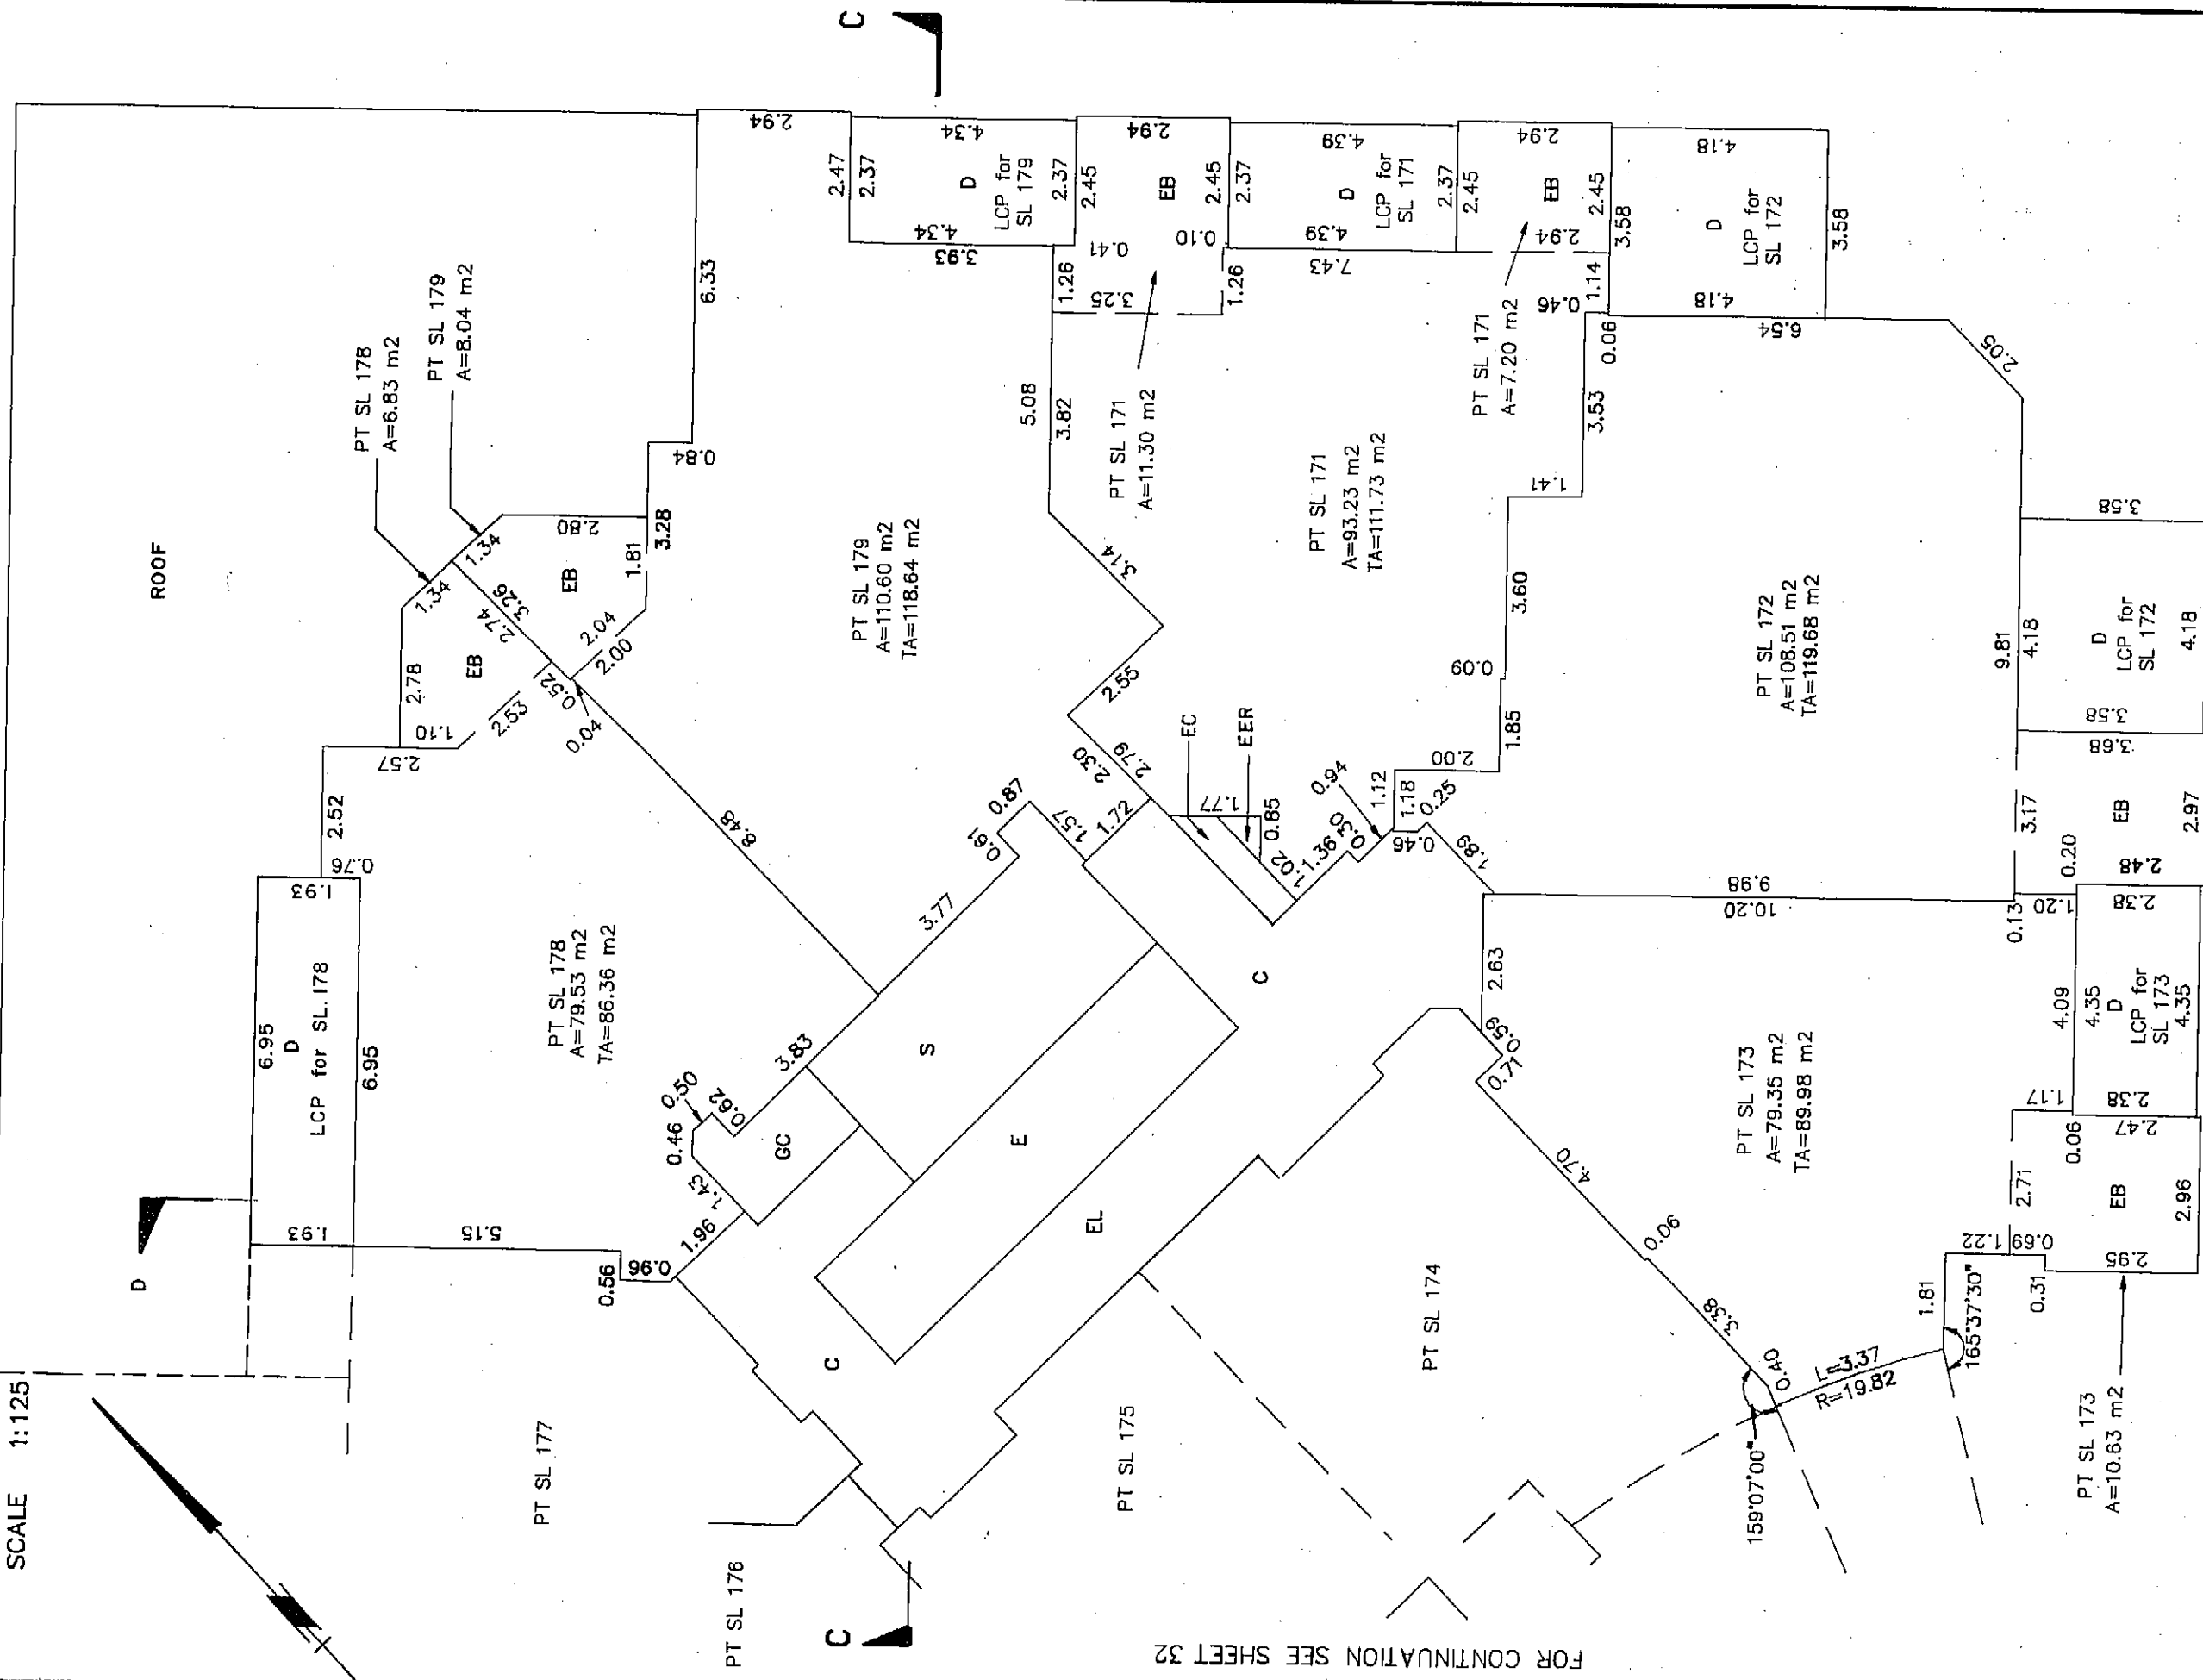 SCALE 1:125
C
ROOF
2.94
4.34
2.94
4.39
2.94
4.18
2.47
2.37
D
LCP for
SL 179
2.37
2.45
EB
2.45
2.37
D
LCP for
SL 171
2.37
2.45
EB
2.45
3.58
D
LCP for
SL 172
3.58
4.34
3.93
0.41
0.10
4.39
7.43
2.94
4.18
6.54
1.26
3.25
1.26
0.46
1.14
0.06
2.05
6.33
PT SL 178
A=6.83 m2
PT SL 179
A=8.04 m2
0.84
5.08
3.82
PT SL 171
A=11.30 m2
PT SL 171
A=7.20 m2
3.53
1.34
1.34
2.80
3.28
1.81
EB
3.26
2.74
2.04
2.00
2.78
EB
1.10
2.53
0.52
0.04
2.57
2.52
0.76
PT SL 179
A=110.60 m2
TA=118.64 m2
3.14
2.55
2.79
2.30
PT SL 171
A=93.23 m2
TA=111.73 m2
1.41
3.60
0.09
1.85
2.00
PT SL 172
A=108.51 m2
TA=119.68 m2
9.81
4.18
3.58
D
LCP for
SL 172
4.18
3.58
3.68
3.17
EB
2.97
0.20
2.48
EC
EER
1.77
0.85
1.02
1.36
0.30
0.94
1.12
1.18
0.25
0.46
1.89
8.48
0.87
0.61
1.57
1.72
3.77
9.98
10.20
0.13
1.20
2.38
1.93
6.95
D
LCP for SL.178
6.95
1.93
PT SL 178
A=79.53 m2
TA=86.36 m2
3.83
S
E
EL
C
2.63
0.59
0.71
PT SL 173
A=79.35 m2
TA=89.98 m2
4.09
4.35
D
LCP for
SL 173
4.35
1.17
2.38
0.50
0.62
0.46
GC
1.43
1.96
4.70
0.06
2.47
0.06
2.71
EB
2.96
D
5.15
0.56
0.96
C
PT SL 174
3.38
0.40
L=3.37
R=19.82
1.81
1.22
0.69
0.31
2.95
165°37'30"
159°07'00"
PT SL 173
A=10.63 m2
PT SL 177
PT SL 175
PT SL 176
C
FOR CONTINUATION SEE SHEET 32